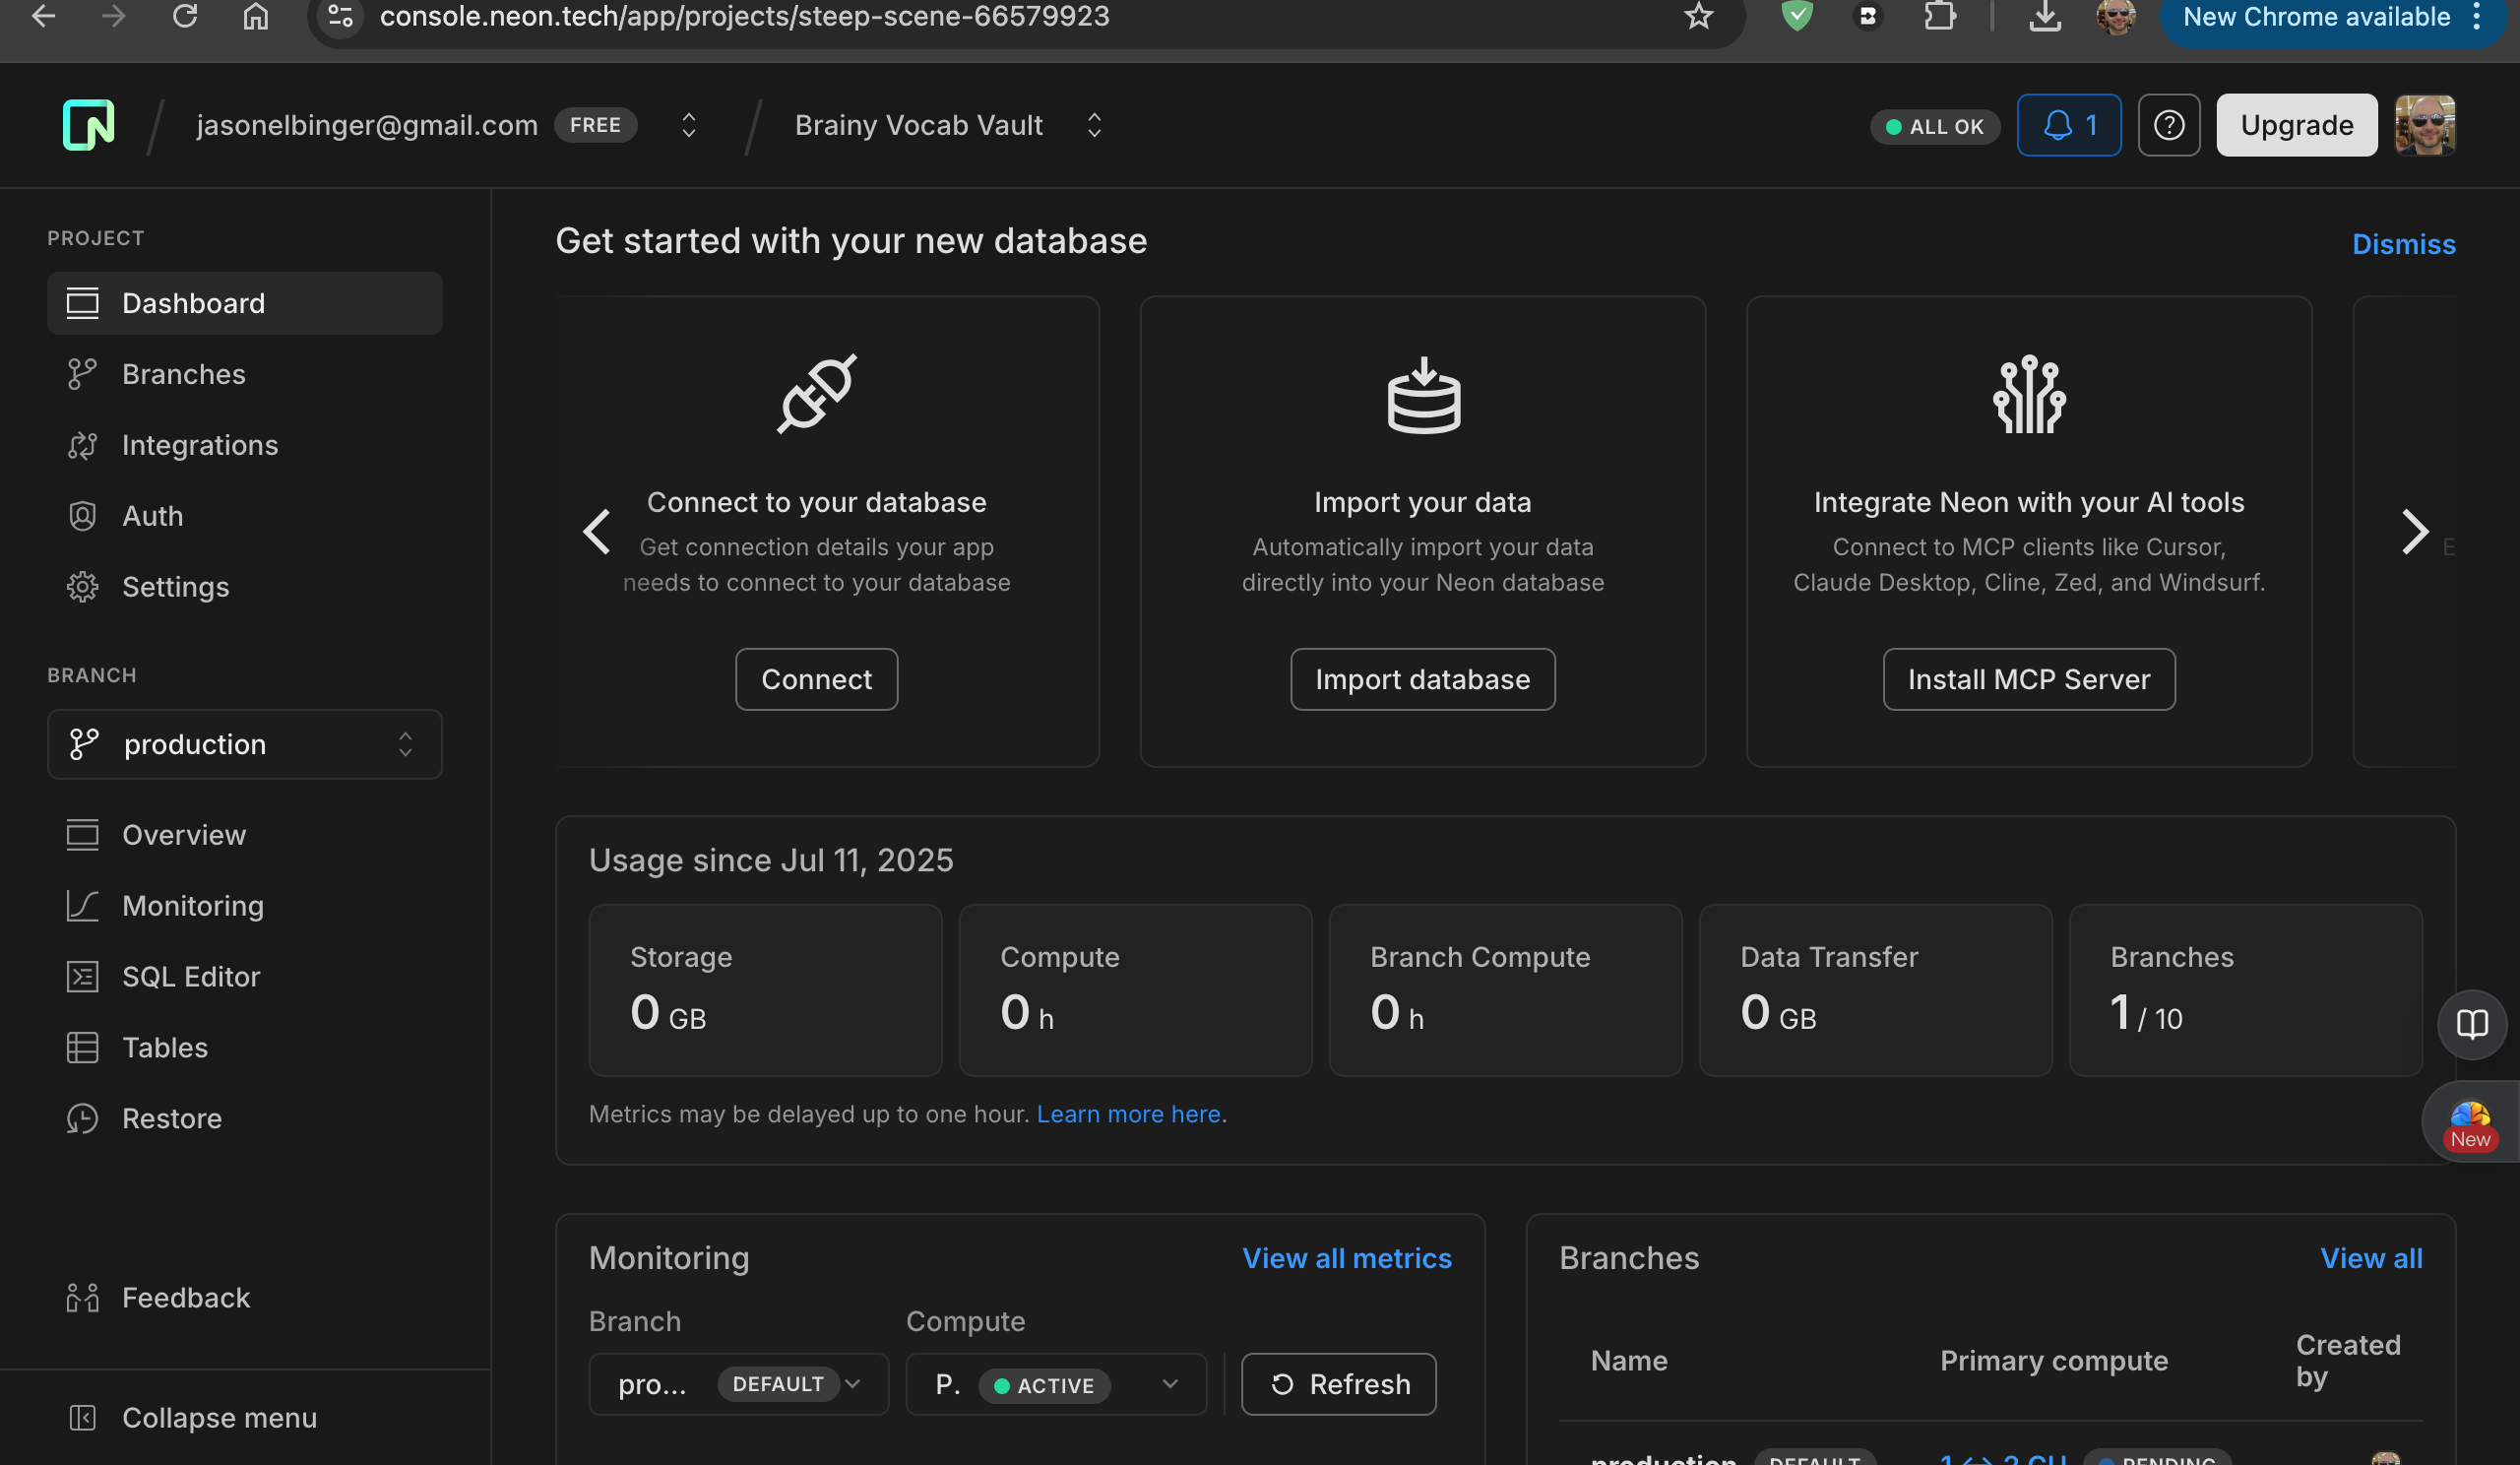 console.neon.tech/app/projects/steep-scene-66579923
New Chrome available
jasonelbinger@gmail.com FREE
Brainy Vocab Vault
ALL OK
1
Upgrade
PROJECT
Dashboard
Branches
Integrations
Auth
Settings
BRANCH
production
Overview
Monitoring
SQL Editor
Tables
Restore
Feedback
Collapse menu
Get started with your new database
Dismiss
Connect to your database
Get connection details your app
needs to connect to your database
Connect
Import your data
Automatically import your data
directly into your Neon database
Import database
Integrate Neon with your AI tools
Connect to MCP clients like Cursor,
Claude Desktop, Cline, Zed, and Windsurf.
Install MCP Server
E
Usage since Jul 11, 2025
Storage
0 GB
Compute
0 h
Branch Compute
0 h
Data Transfer
0 GB
Branches
1 / 10
Metrics may be delayed up to one hour. Learn more here.
New
Monitoring
View all metrics
Branch
Compute
pro... DEFAULT
P. ACTIVE
Refresh
Branches
View all
Name
Primary compute
Created
by
production DEFAULT
1 <-> 2 CU PENDING